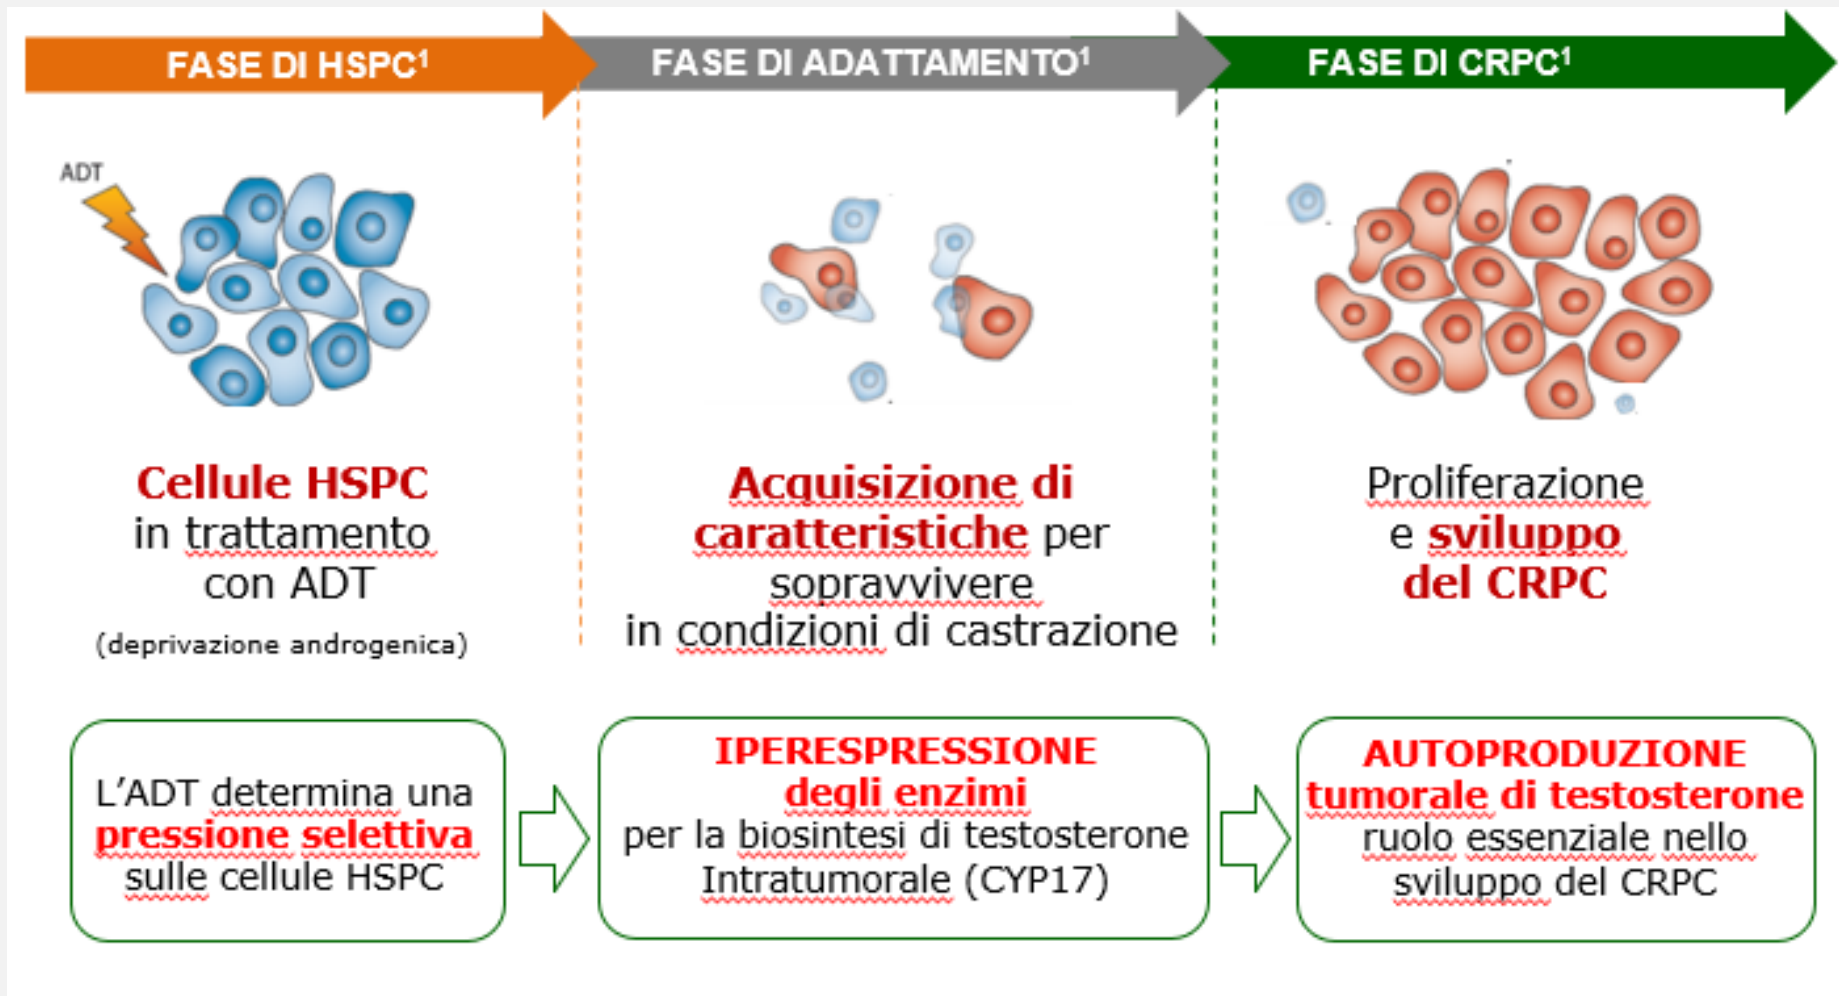 FASE DI HSPC¹
FASE DI ADATTAMENTO¹
FASE DI CRPC¹
ADT
Cellule HSPC
in trattamento
con ADT
(deprivazione androgenica)
Acquisizione di
caratteristiche per
sopravvivere
in condizioni di castrazione
Proliferazione
e sviluppo
del CRPC
L’ADT determina una
pressione selettiva
sulle cellule HSPC
IPERESPRESSIONE
degli enzimi
per la biosintesi di testosterone
Intratumorale (CYP17)
AUTOPRODUZIONE
tumorale di testosterone
ruolo essenziale nello
sviluppo del CRPC